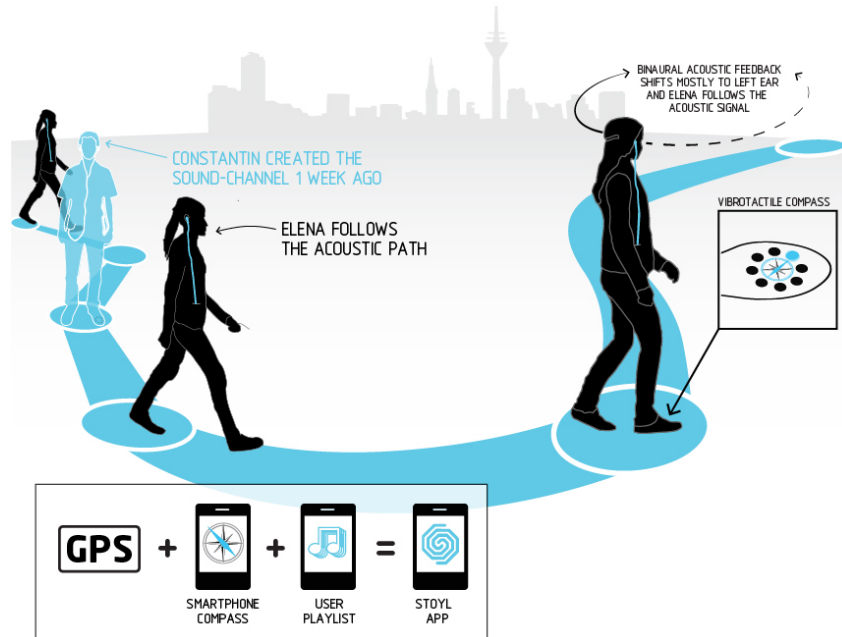 BINAURAL ACOUSTIC FEEDBACK
SHIFTS MOSTLY TO LEFT EAR
AND ELENA FOLLOWS THE
ACOUSTIC SIGNAL
CONSTANTIN CREATED THE
SOUND-CHANNEL 1 WEEK AGO
ELENA FOLLOWS
THE ACOUSTIC PATH
VIBROTACTILE COMPASS
GPS + + =
SMARTPHONE
COMPASS
USER
PLAYLIST
STOYL
APP